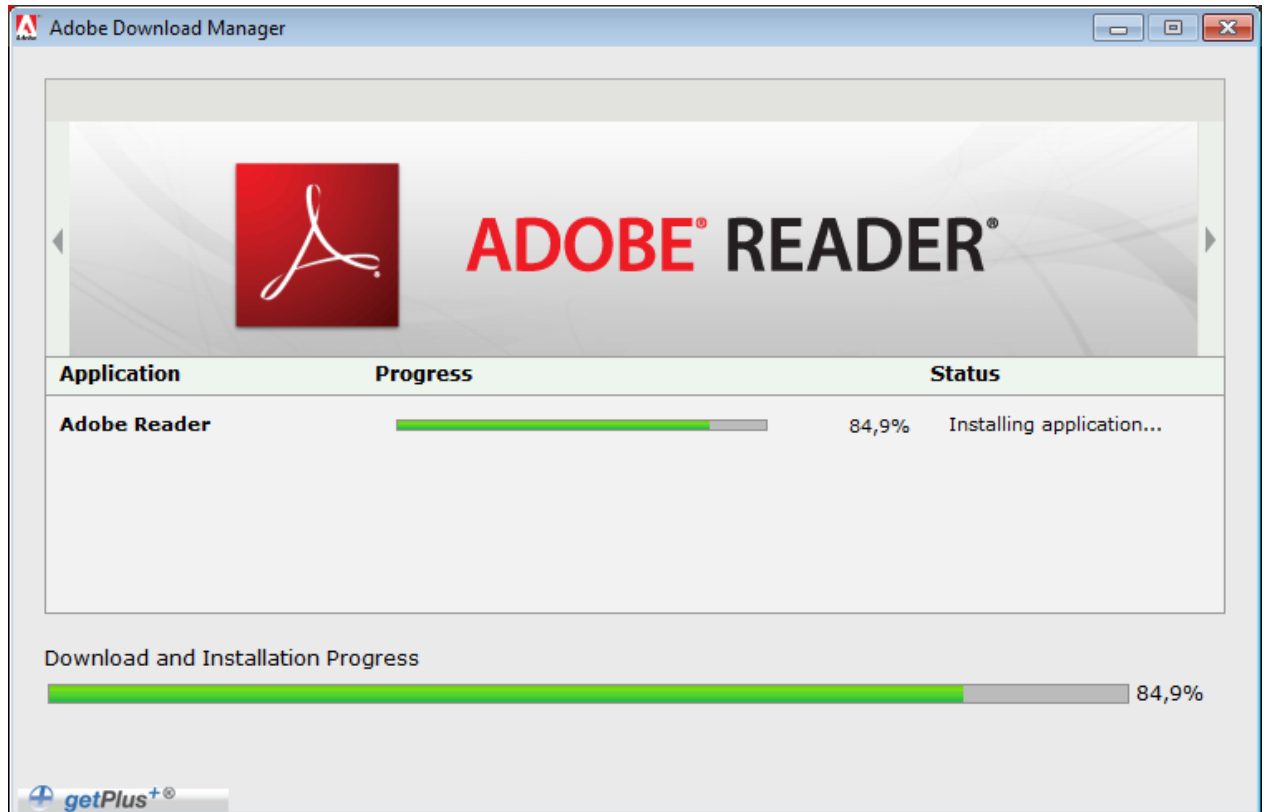 Adobe Download Manager
ADOBE® READER®
Application Progress Status
Adobe Reader 84,9% Installing application...
Download and Installation Progress
84,9%
getPlus+®